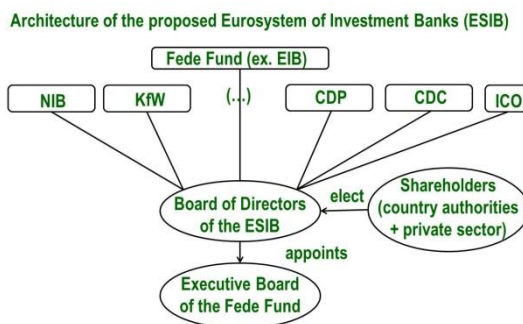 Architecture of the proposed Eurosystem of Investment Banks (ESIB)
Fede Fund (ex. EIB)
NIB
KfW
(...)
CDP
CDC
ICO
Board of Directors
of the ESIB
elect
Shareholders
(country authorities
+ private sector)
appoints
Executive Board
of the Fede Fund